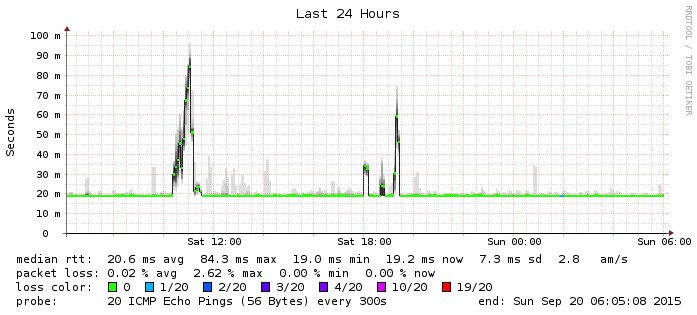 Last 24 Hours
RRDTOOL / TOBI OETIKER
Seconds
100 m
90 m
80 m
70 m
60 m
50 m
40 m
30 m
20 m
10 m
0
Sat 12:00 Sat 18:00 Sun 00:00 Sun 06:00
median rtt: 20.6 ms avg 84.3 ms max 19.0 ms min 19.2 ms now 7.3 ms sd 2.8 am/s
packet loss: 0.02 % avg 2.62 % max 0.00 % min 0.00 % now
loss color: 0 1/20 2/20 3/20 4/20 10/20 19/20
probe: 20 ICMP Echo Pings (56 Bytes) every 300s end: Sun Sep 20 06:05:08 2015